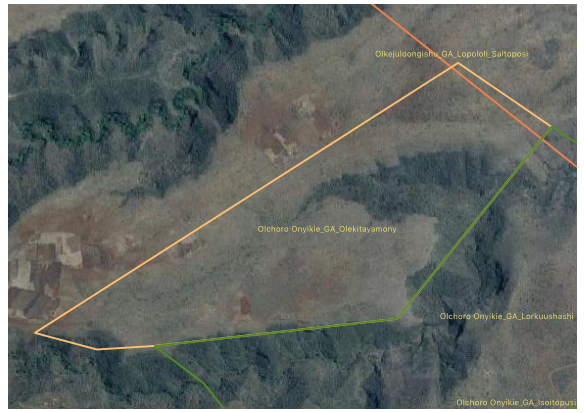 Olkejuloongishu_GA_Lopololi_Saitoposi
Olchoro Onyikie_GA_Olekitayamony
Olchoro Onyikie_GA_Lorkuushashi
Olchoro Onyikie_GA_Isoitopusi